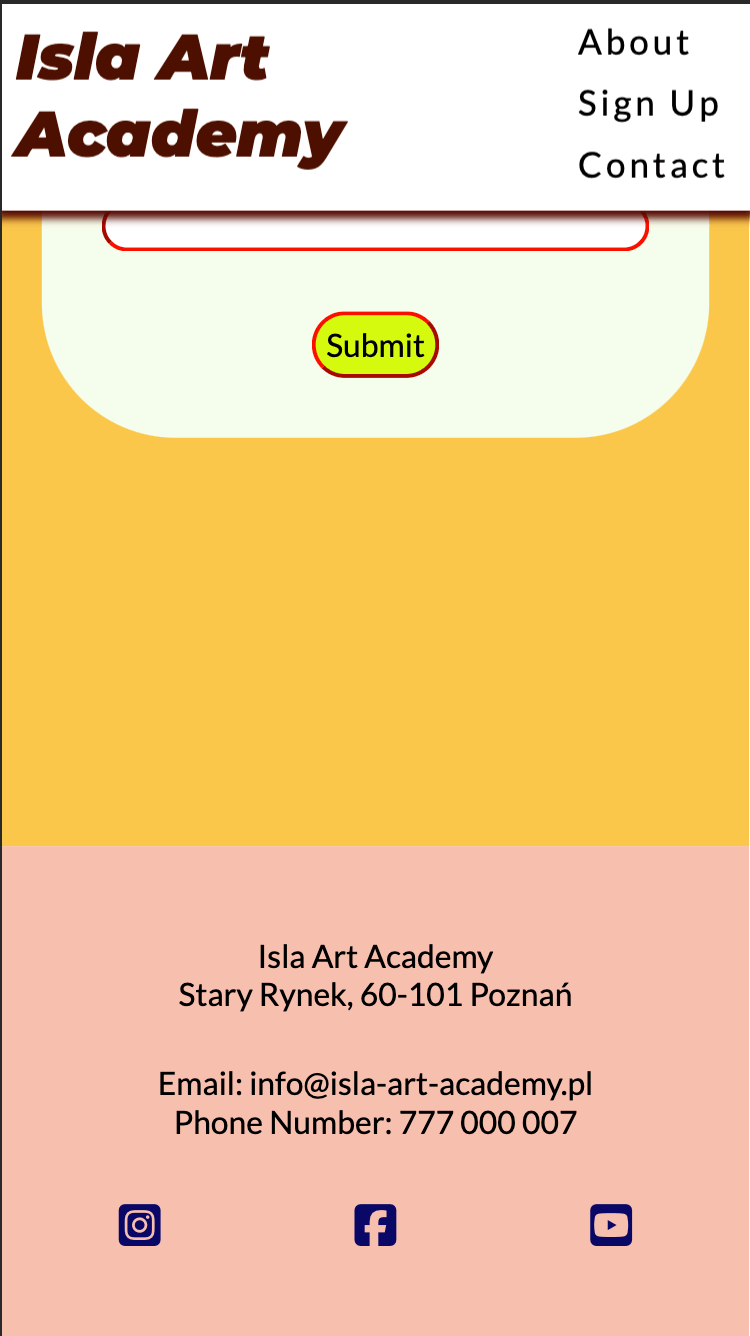 Isla Art
Academy
About
Sign Up
Contact
Submit
Isla Art Academy
Stary Rynek, 60-101 Poznań
Email: info@isla-art-academy.pl
Phone Number: 777 000 007